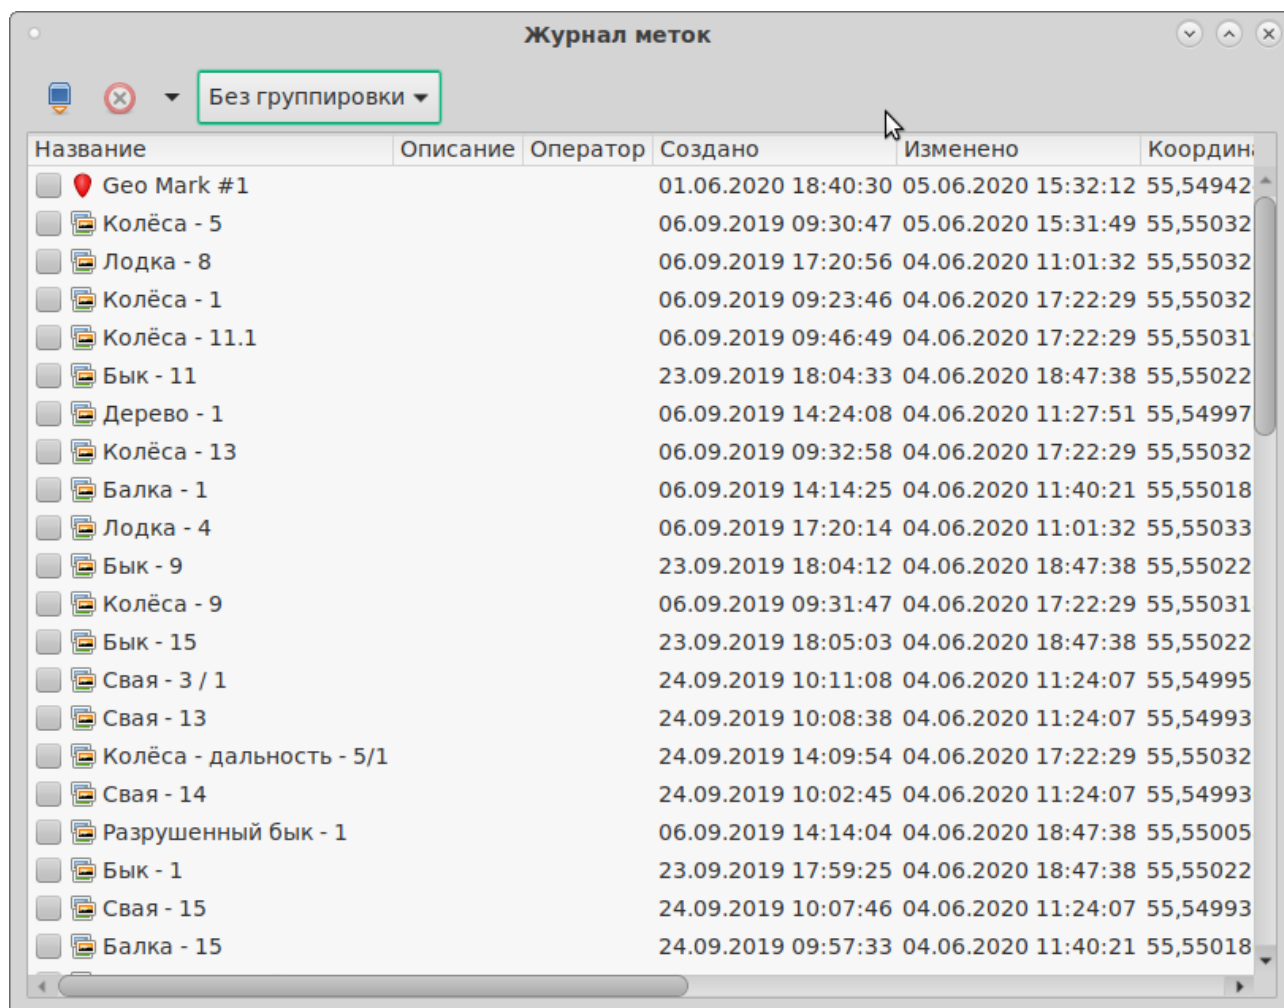 Журнал меток
Без группировки
Название Описание Оператор Создано Изменено Координа
Geo Mark #1 01.06.2020 18:40:30 05.06.2020 15:32:12 55,54942
Колёса - 5 06.09.2019 09:30:47 05.06.2020 15:31:49 55,55032
Лодка - 8 06.09.2019 17:20:56 04.06.2020 11:01:32 55,55032
Колёса - 1 06.09.2019 09:23:46 04.06.2020 17:22:29 55,55032
Колёса - 11.1 06.09.2019 09:46:49 04.06.2020 17:22:29 55,55031
Бык - 11 23.09.2019 18:04:33 04.06.2020 18:47:38 55,55022
Дерево - 1 06.09.2019 14:24:08 04.06.2020 11:27:51 55,54997
Колёса - 13 06.09.2019 09:32:58 04.06.2020 17:22:29 55,55032
Балка - 1 06.09.2019 14:14:25 04.06.2020 11:40:21 55,55018
Лодка - 4 06.09.2019 17:20:14 04.06.2020 11:01:32 55,55033
Бык - 9 23.09.2019 18:04:12 04.06.2020 18:47:38 55,55022
Колёса - 9 06.09.2019 09:31:47 04.06.2020 17:22:29 55,55031
Бык - 15 23.09.2019 18:05:03 04.06.2020 18:47:38 55,55022
Свая - 3 / 1 24.09.2019 10:11:08 04.06.2020 11:24:07 55,54995
Свая - 13 24.09.2019 10:08:38 04.06.2020 11:24:07 55,54993
Колёса - дальность - 5/1 24.09.2019 14:09:54 04.06.2020 17:22:29 55,55032
Свая - 14 24.09.2019 10:02:45 04.06.2020 11:24:07 55,54993
Разрушенный бык - 1 06.09.2019 14:14:04 04.06.2020 18:47:38 55,55005
Бык - 1 23.09.2019 17:59:25 04.06.2020 18:47:38 55,55022
Свая - 15 24.09.2019 10:07:46 04.06.2020 11:24:07 55,54993
Балка - 15 24.09.2019 09:57:33 04.06.2020 11:40:21 55,55018